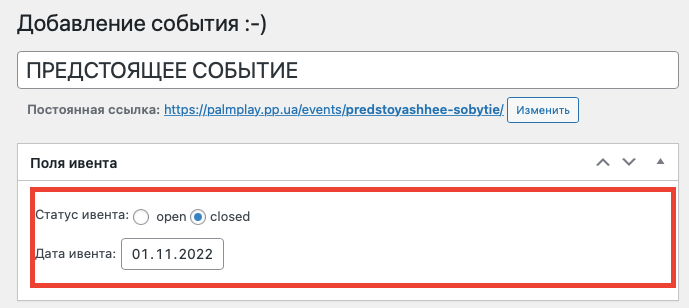 Добавление события :-)
ПРЕДСТОЯЩЕЕ СОБЫТИЕ
Постоянная ссылка: https://palmplay.pp.ua/events/predstoyashhee-sobytie/ Изменить
Поля ивента
Статус ивента: open closed
Дата ивента: 01.11.2022